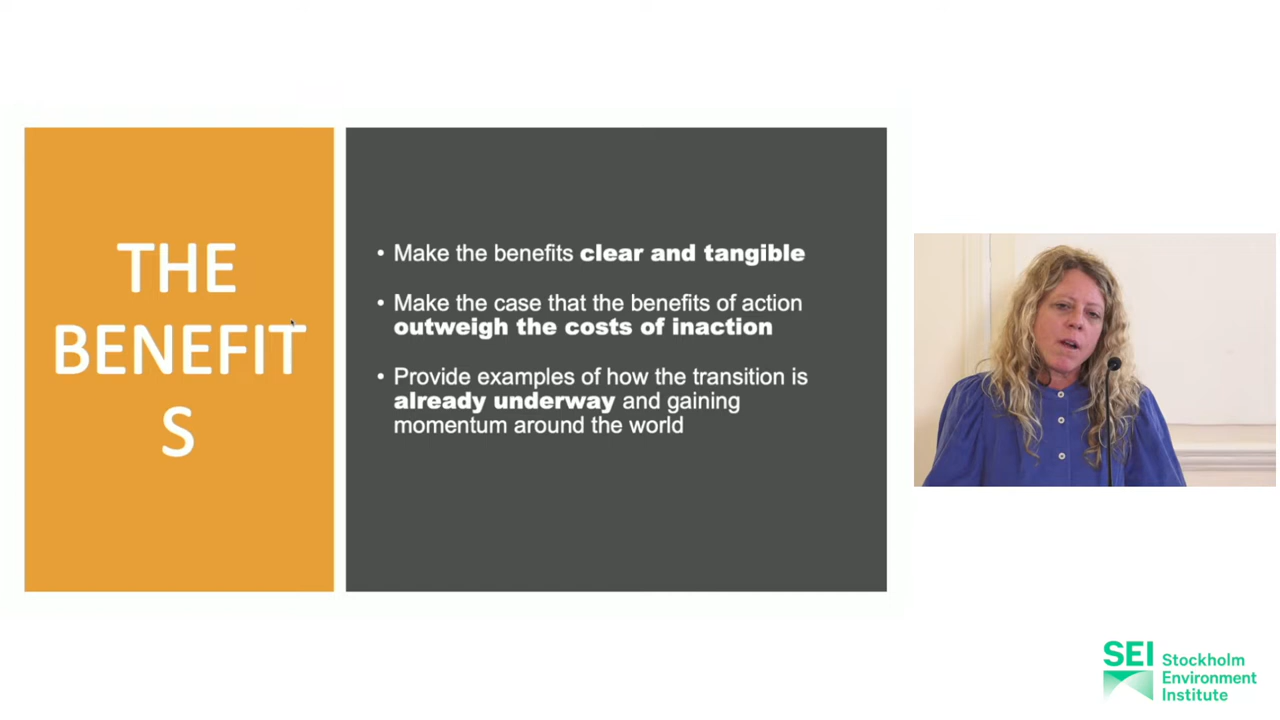 THE
BENEFIT
S
• Make the benefits clear and tangible
• Make the case that the benefits of action
outweigh the costs of inaction
• Provide examples of how the transition is
already underway and gaining
momentum around the world
SEI Stockholm
Environment
Institute